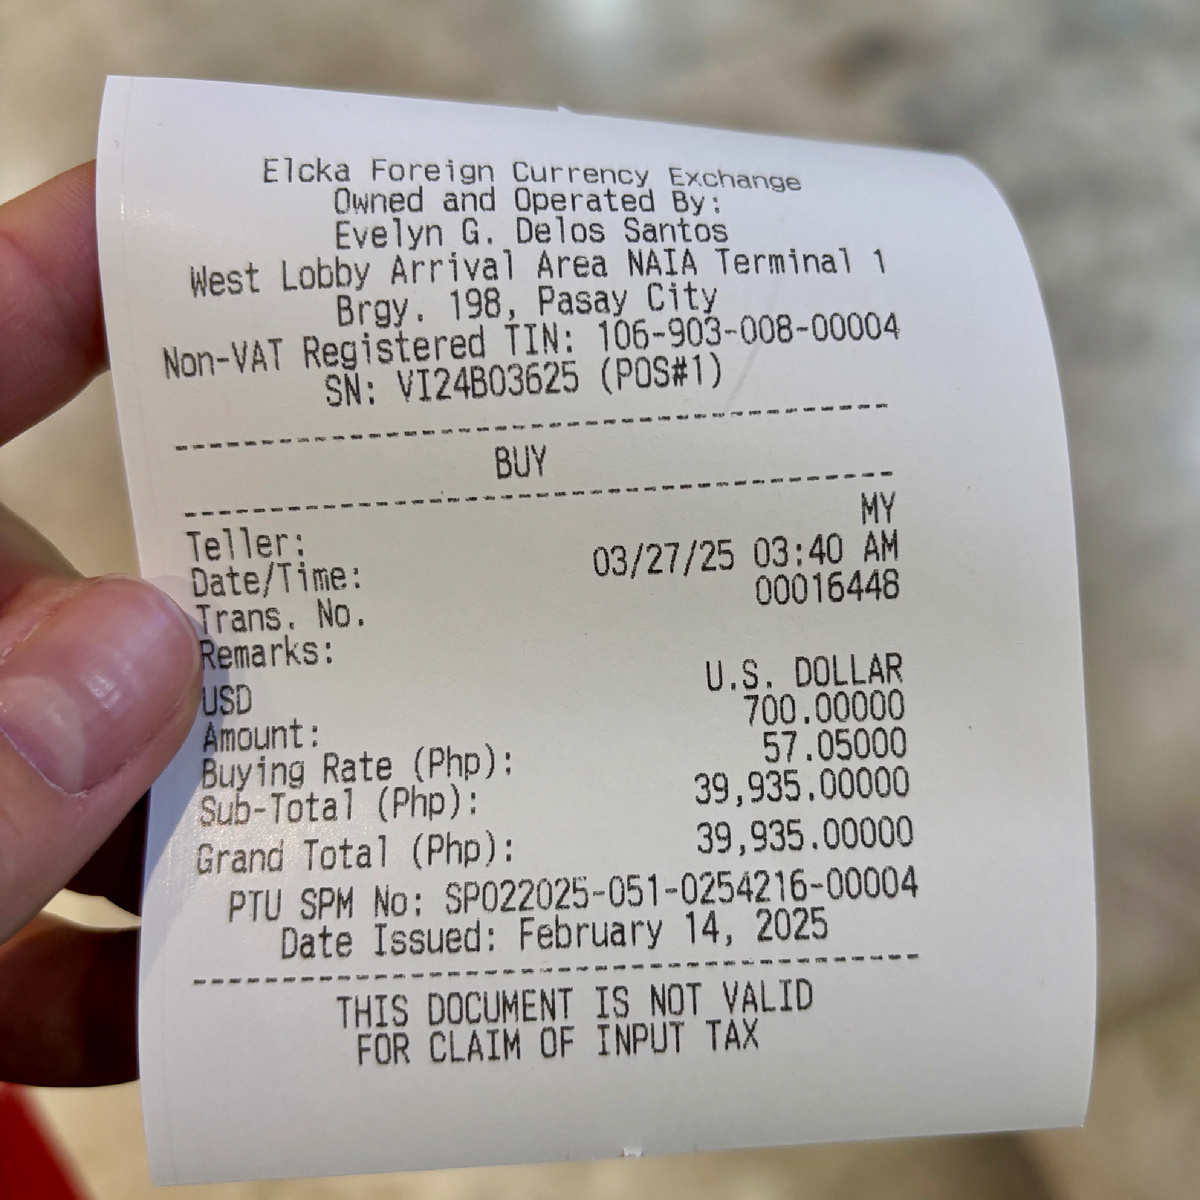 Elcka Foreign Currency Exchange
Owned and Operated By:
Evelyn G. Delos Santos
West Lobby Arrival Area NAIA Terminal 1
Brgy. 198, Pasay City
Non-VAT Registered TIN: 106-903-008-00004
SN: VI24B03625 (POS#1)
BUY
Teller: MY
Date/Time: 03/27/25 03:40 AM
Trans. No. 00016448
Remarks:
USD U.S. DOLLAR
Amount: 700.00000
Buying Rate (Php): 57.05000
Sub-Total (Php): 39,935.00000
Grand Total (Php): 39,935.00000
PTU SPM No: SP022025-051-0254216-00004
Date Issued: February 14, 2025
THIS DOCUMENT IS NOT VALID
FOR CLAIM OF INPUT TAX